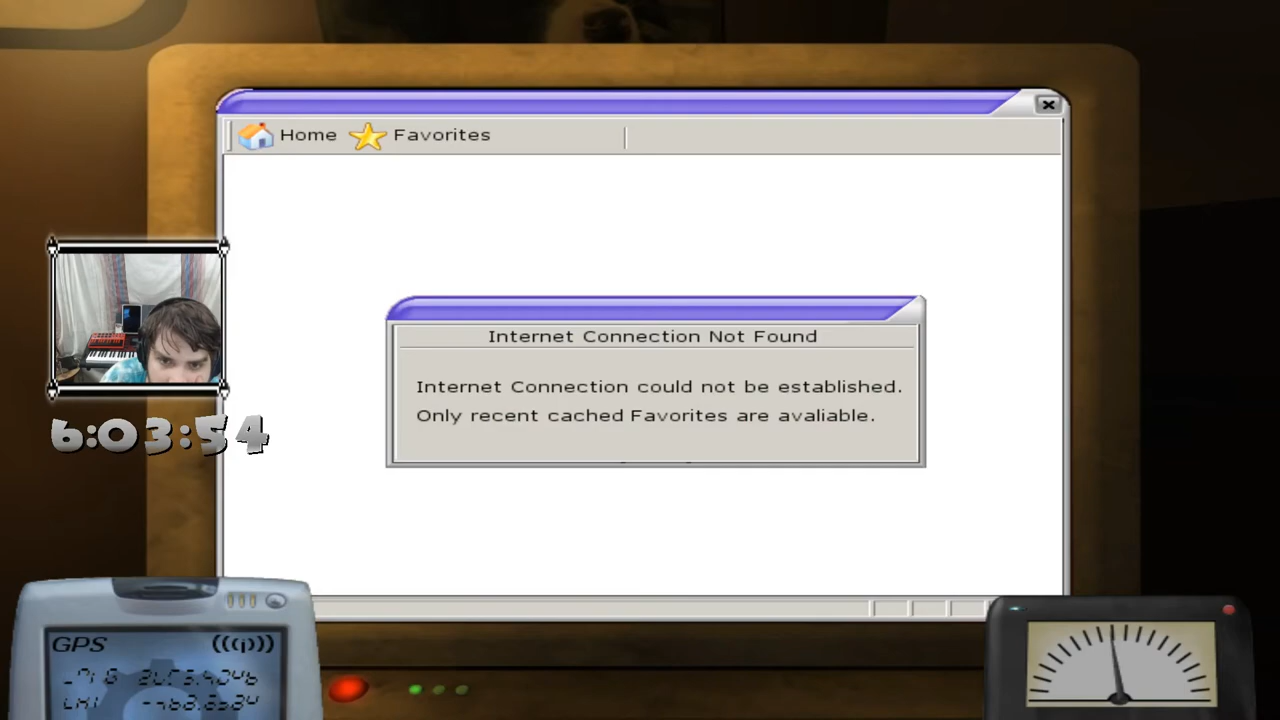 Home Favorites
Internet Connection Not Found
Internet Connection could not be established.
Only recent cached Favorites are avaliable.
6:03:54
GPS